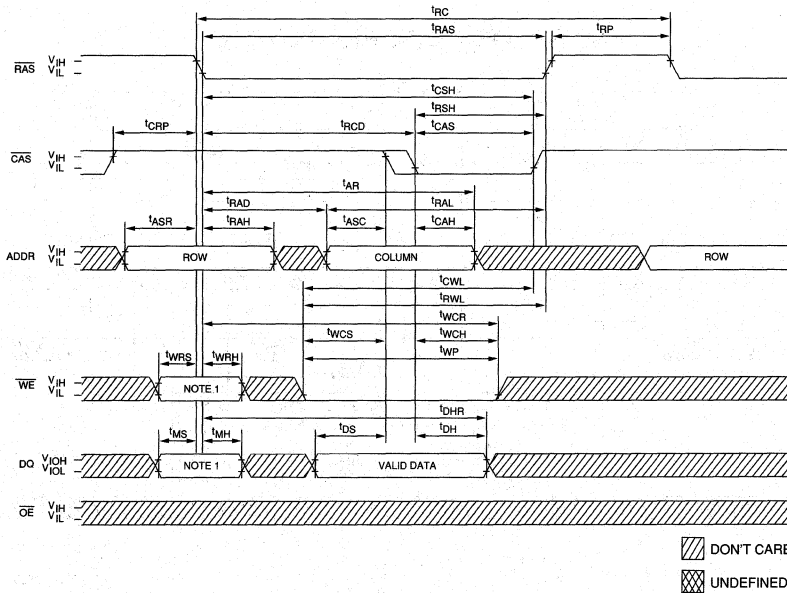 tRC
tRAS
tRP
RAS VIH
VIL
tCSH
tRSH
tCRP
tRCD
tCAS
CAS VIH
VIL
tAR
tRAD
tRAL
tASR
tRAH
tASC
tCAH
ADDR VIH
VIL
ROW
COLUMN
ROW
tCWL
tRWL
tWCR
tWCS
tWCH
tWP
tWRS
tWRH
WE VIH
VIL
NOTE 1
tDHR
tMS
tMH
tDS
tDH
DQ VIOH
VIOL
NOTE 1
VALID DATA
OE VIH
VIL
DON'T CARE
UNDEFINED